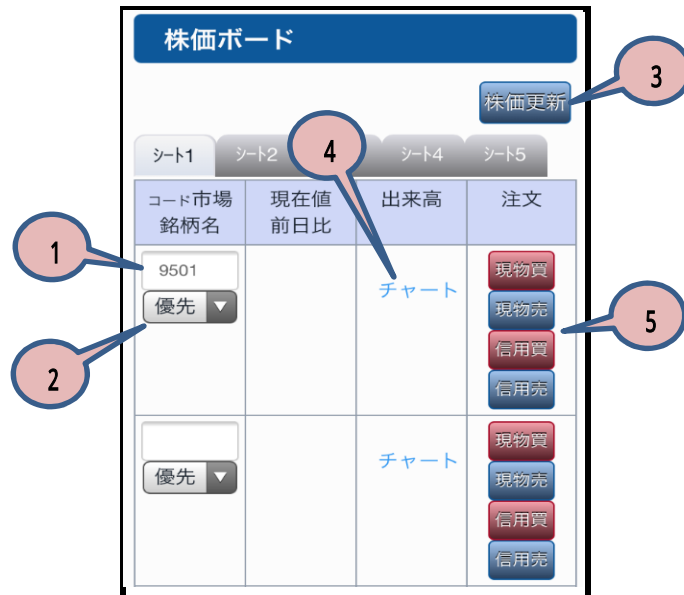 株価ボード
3
株価更新
4
シート1
シート2
シート4
シート5
コード市場
銘柄名
現在値
前日比
出来高
注文
1
9501
優先
2
チャート
現物買
現物売
信用買
信用売
5
優先
チャート
現物買
現物売
信用買
信用売